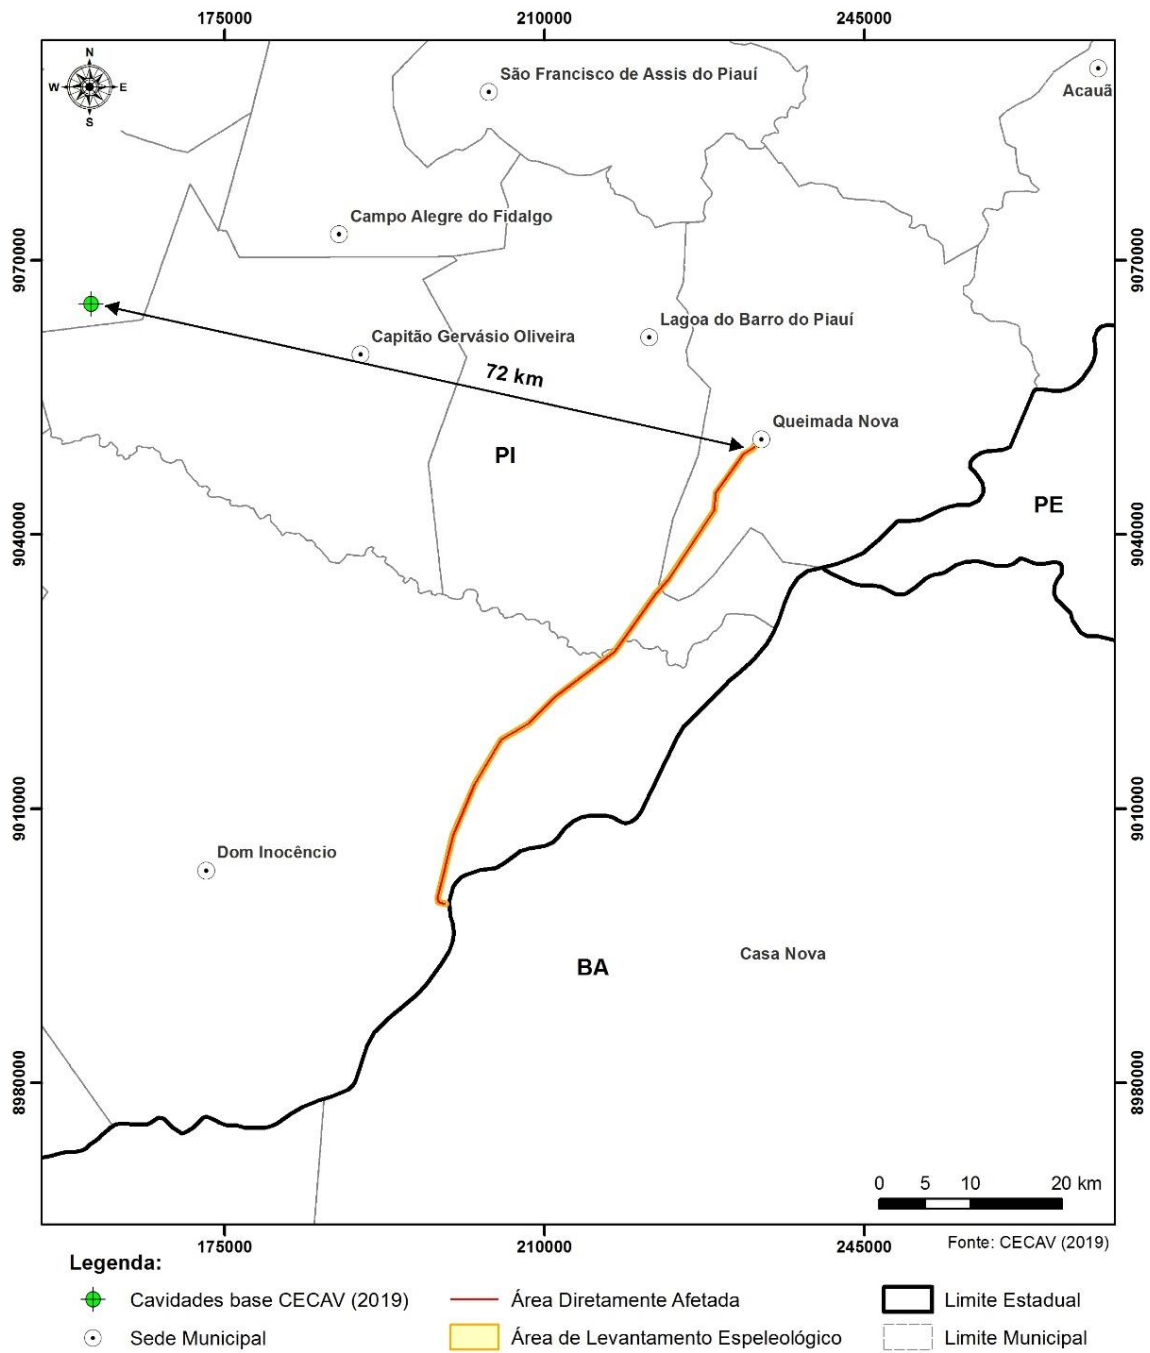 175000
210000
245000
N
W
E
S
São Francisco de Assis do Piauí
Acauã
Campo Alegre do Fidalgo
9070000
9070000
Capitão Gervásio Oliveira
Lagoa do Barro do Piauí
72 km
Queimada Nova
PI
PE
9040000
9040000
9010000
9010000
Dom Inocêncio
Casa Nova
BA
8980000
8980000
0 5 10 20 km
175000
210000
245000
Fonte: CECAV (2019)
Legenda:
Cavidades base CECAV (2019)
Área Diretamente Afetada
Limite Estadual
Sede Municipal
Área de Levantamento Espeleológico
Limite Municipal